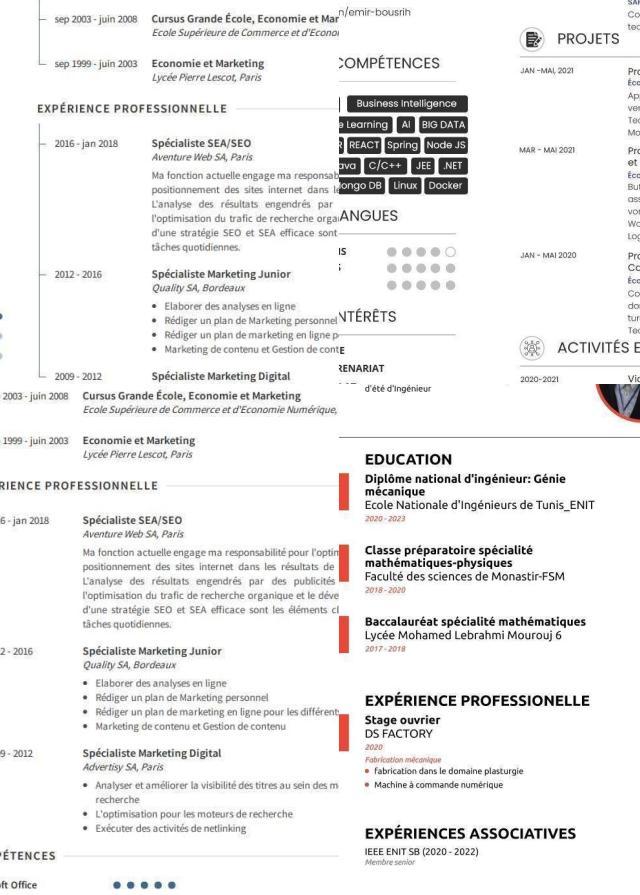 sep 2003 - juin 2008 Cursus Grande École, Economie et Mar
Ecole Supérieure de Commerce et d'Econo
sep 1999 - juin 2003 Economie et Marketing
Lycée Pierre Lescot, Paris
EXPÉRIENCE PROFESSIONNELLE
2016 - jan 2018 Spécialiste SEA/SEO
Aventure Web SA, Paris
Ma fonction actuelle engage ma responsab
positionnement des sites internet dans le
L'analyse des résultats engendrés par
l'optimisation du trafic de recherche orga
d'une stratégie SEO et SEA efficace sont
tâches quotidiennes.
2012 - 2016 Spécialiste Marketing Junior
Quality SA, Bordeaux
• Elaborer des analyses en ligne
• Rédiger un plan de Marketing personnel
• Rédiger un plan de marketing en ligne p
• Marketing de contenu et Gestion de cont
2009 - 2012 Spécialiste Marketing Digital
n/emir-bousrih
COMPÉTENCES
Business Intelligence
e Learning AI BIG DATA
R REACT Spring Node JS
ava C/C++ JEE .NET
ongo DB Linux Docker
ANGUES
IS
S
NTÉRÊTS
E
RENARIAT
d'été d'Ingénieur
PROJETS
JAN -MAI, 2021 Pro
Éco
App
ver
Tec
Mo
MAR - MAI 2021 Pro
et
Éco
But
ass
vor
Wo
Log
JAN - MAI 2020 Pro
Ca
Éco
Co
do
tur
Tec
ACTIVITÉS E
2020-2021 Vic
2003 - juin 2008 Cursus Grande École, Economie et Marketing
Ecole Supérieure de Commerce et d'Economie Numérique,
1999 - juin 2003 Economie et Marketing
Lycée Pierre Lescot, Paris
RIENCE PROFESSIONNELLE
6 - jan 2018 Spécialiste SEA/SEO
Aventure Web SA, Paris
Ma fonction actuelle engage ma responsabilité pour l'optim
positionnement des sites internet dans les résultats de
L'analyse des résultats engendrés par des publicités
l'optimisation du trafic de recherche organique et le déve
d'une stratégie SEO et SEA efficace sont les éléments cl
tâches quotidiennes.
2 - 2016 Spécialiste Marketing Junior
Quality SA, Bordeaux
• Elaborer des analyses en ligne
• Rédiger un plan de Marketing personnel
• Rédiger un plan de marketing en ligne pour les différent
• Marketing de contenu et Gestion de contenu
09 - 2012 Spécialiste Marketing Digital
Advertisy SA, Paris
• Analyser et améliorer la visibilité des titres au sein des m
recherche
• L'optimisation pour les moteurs de recherche
• Exécuter des activités de netlinking
PÉTENCES
oft Office
EDUCATION
Diplôme national d'ingénieur: Génie
mécanique
Ecole Nationale d'Ingénieurs de Tunis_ENIT
2020 - 2023
Classe préparatoire spécialité
mathématiques-physiques
Faculté des sciences de Monastir-FSM
2018 - 2020
Baccalauréat spécialité mathématiques
Lycée Mohamed Lebrahmi Mourouj 6
2017 - 2018
EXPÉRIENCE PROFESSIONELLE
Stage ouvrier
DS FACTORY
2020
Fabrication mécanique
• fabrication dans le domaine plasturgie
• Machine à commande numérique
EXPÉRIENCES ASSOCIATIVES
IEEE ENIT SB (2020 - 2022)
Membre senior